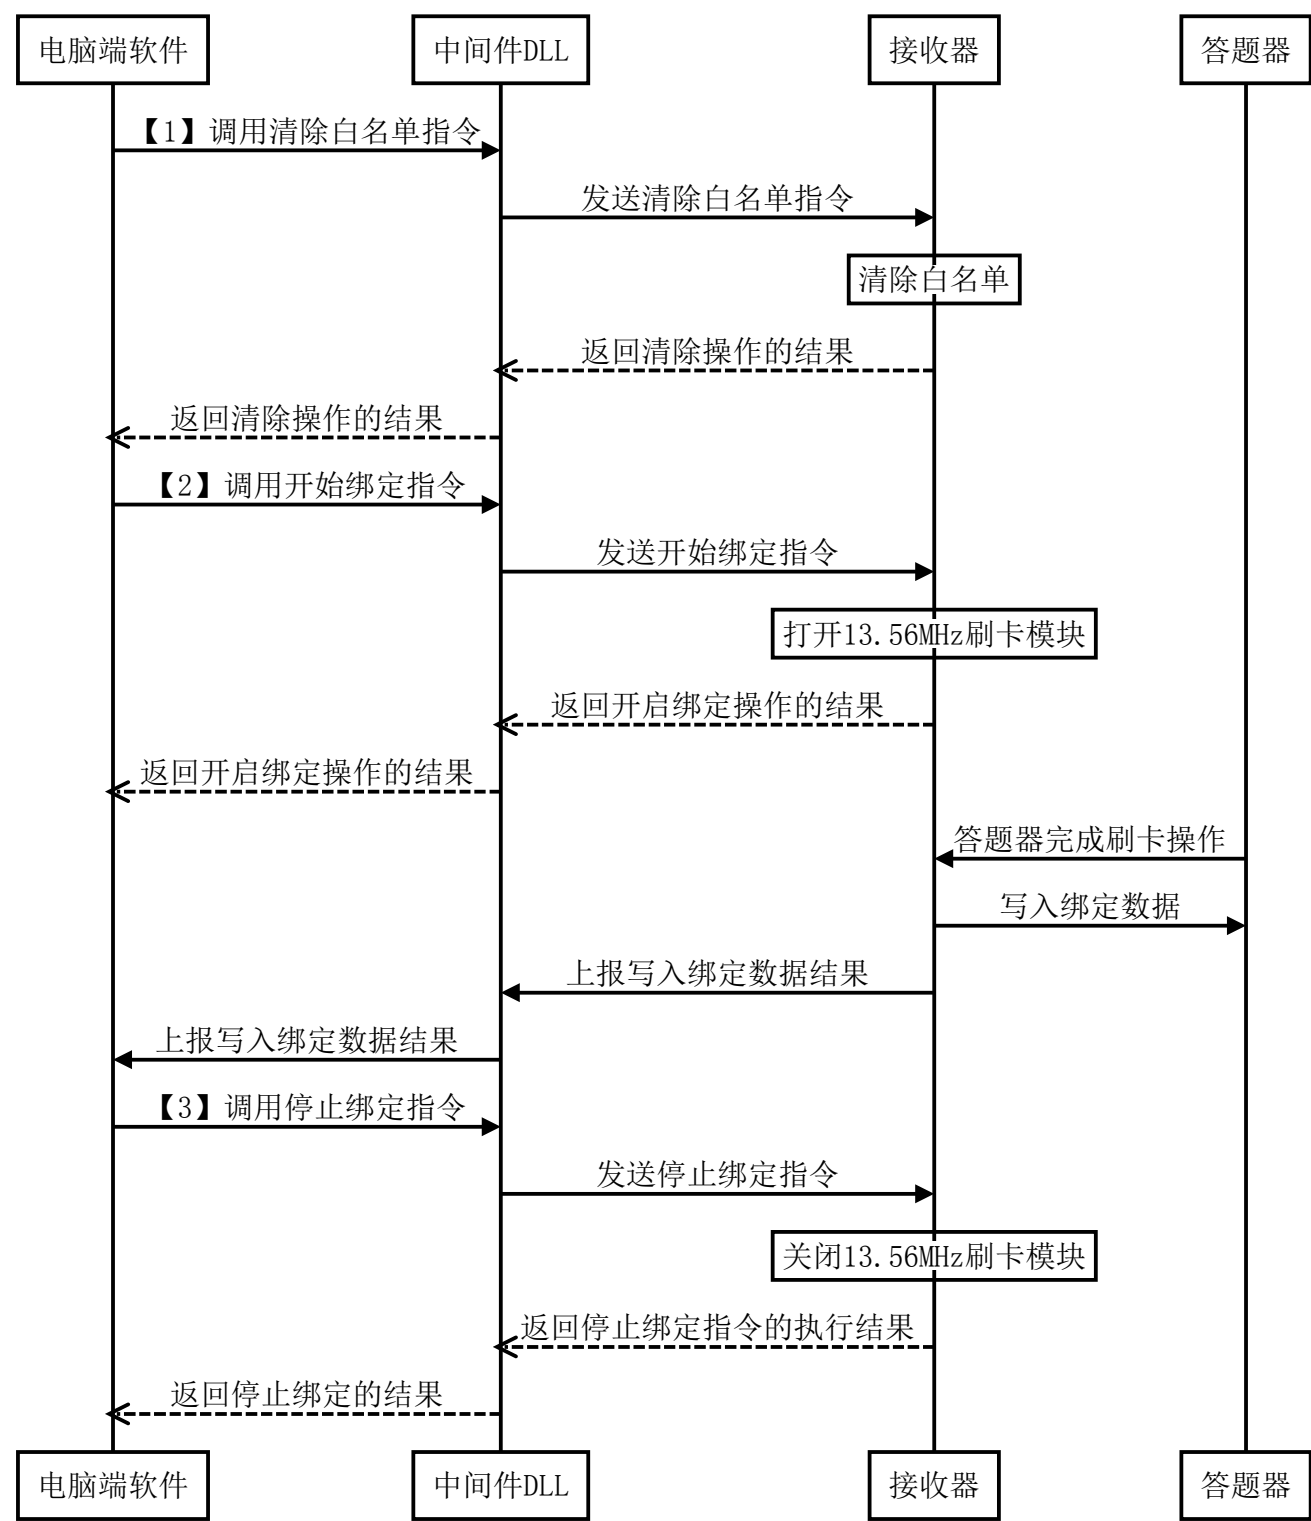 电脑端软件
中间件DLL
接收器
答题器
【1】调用清除白名单指令
发送清除白名单指令
清除白名单
返回清除操作的结果
返回清除操作的结果
【2】调用开始绑定指令
发送开始绑定指令
打开13.56MHz刷卡模块
返回开启绑定操作的结果
返回开启绑定操作的结果
答题器完成刷卡操作
写入绑定数据
上报写入绑定数据结果
上报写入绑定数据结果
【3】调用停止绑定指令
发送停止绑定指令
关闭13.56MHz刷卡模块
返回停止绑定指令的执行结果
返回停止绑定的结果
电脑端软件
中间件DLL
接收器
答题器